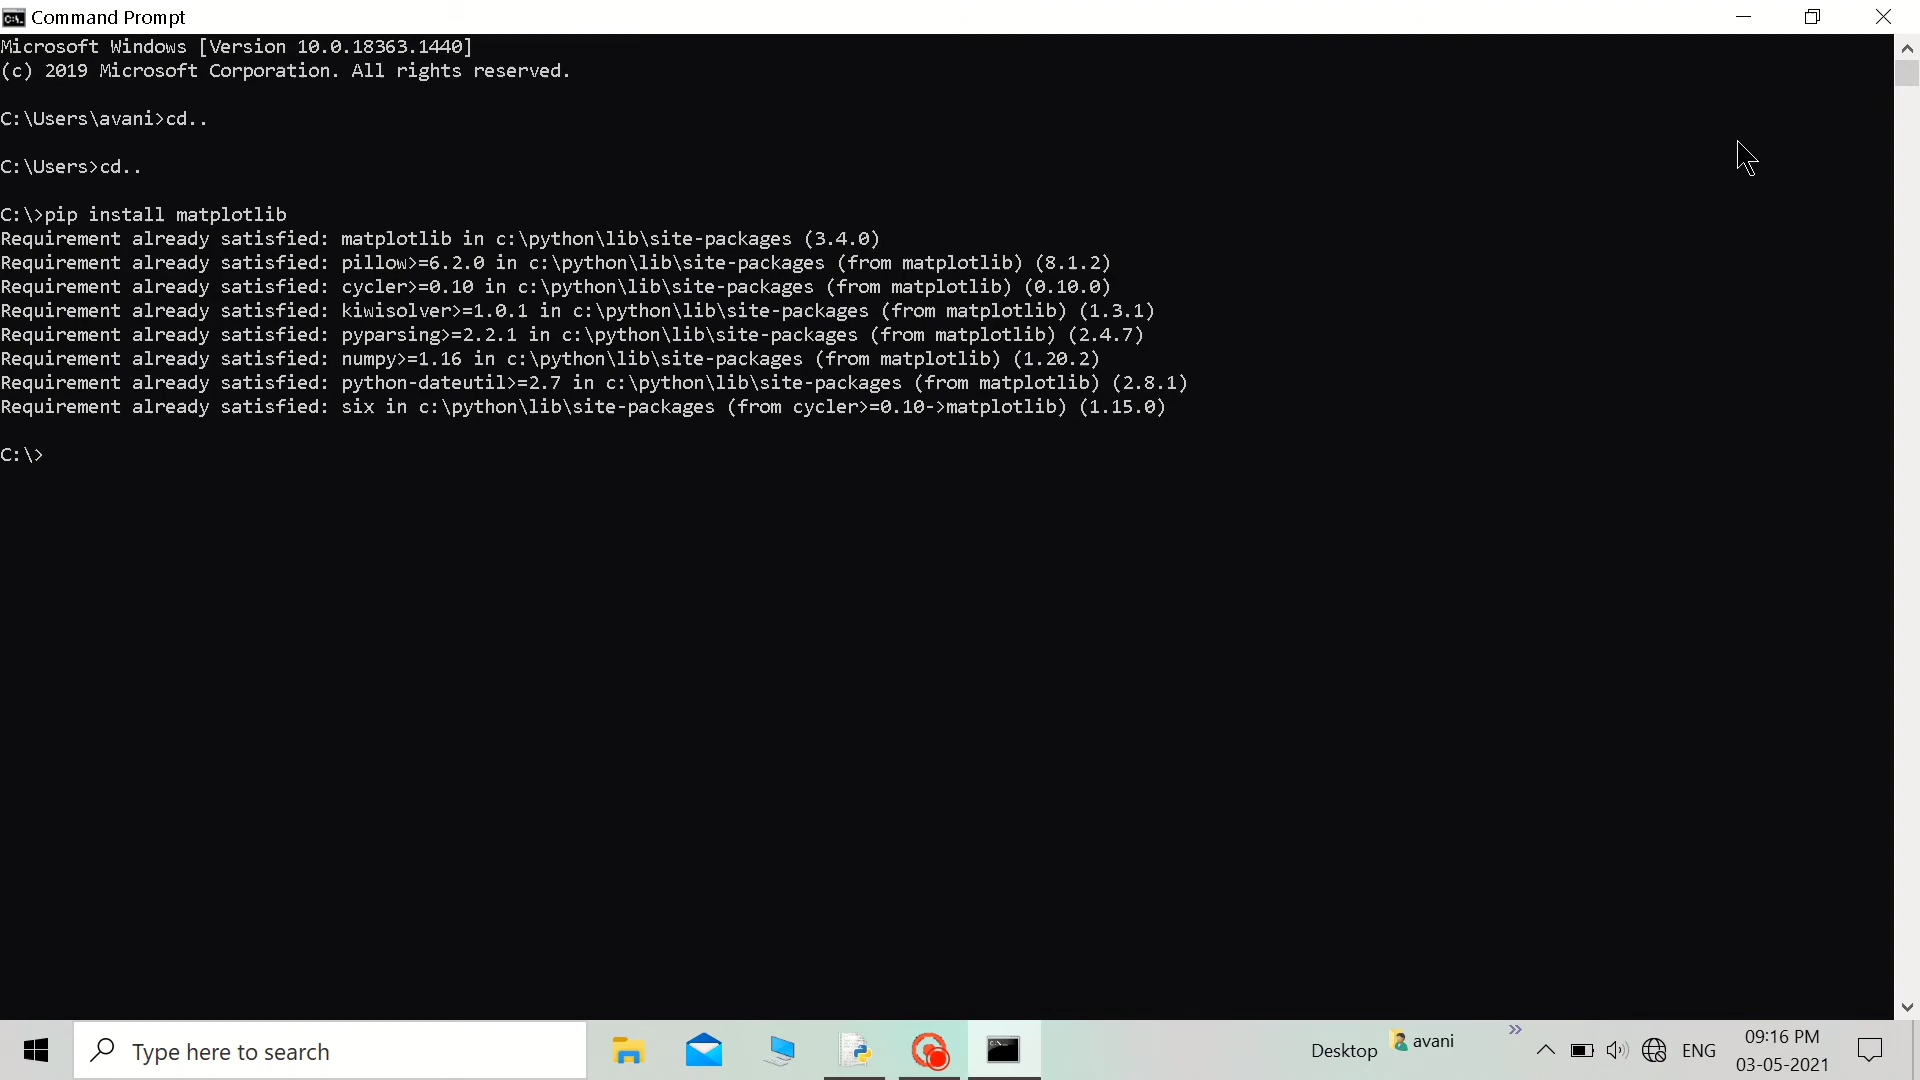 Command Prompt
Microsoft Windows [Version 10.0.18363.1440]
(c) 2019 Microsoft Corporation. All rights reserved.
C:\Users\avani>cd..
C:\Users>cd..
C:\>pip install matplotlib
Requirement already satisfied: matplotlib in c:\python\lib\site-packages (3.4.0)
Requirement already satisfied: pillow>=6.2.0 in c:\python\lib\site-packages (from matplotlib) (8.1.2)
Requirement already satisfied: cycler>=0.10 in c:\python\lib\site-packages (from matplotlib) (0.10.0)
Requirement already satisfied: kiwisolver>=1.0.1 in c:\python\lib\site-packages (from matplotlib) (1.3.1)
Requirement already satisfied: pyparsing>=2.2.1 in c:\python\lib\site-packages (from matplotlib) (2.4.7)
Requirement already satisfied: numpy>=1.16 in c:\python\lib\site-packages (from matplotlib) (1.20.2)
Requirement already satisfied: python-dateutil>=2.7 in c:\python\lib\site-packages (from matplotlib) (2.8.1)
Requirement already satisfied: six in c:\python\lib\site-packages (from cycler>=0.10->matplotlib) (1.15.0)
C:\>
Type here to search
Desktop
avani
ENG
09:16 PM
03-05-2021